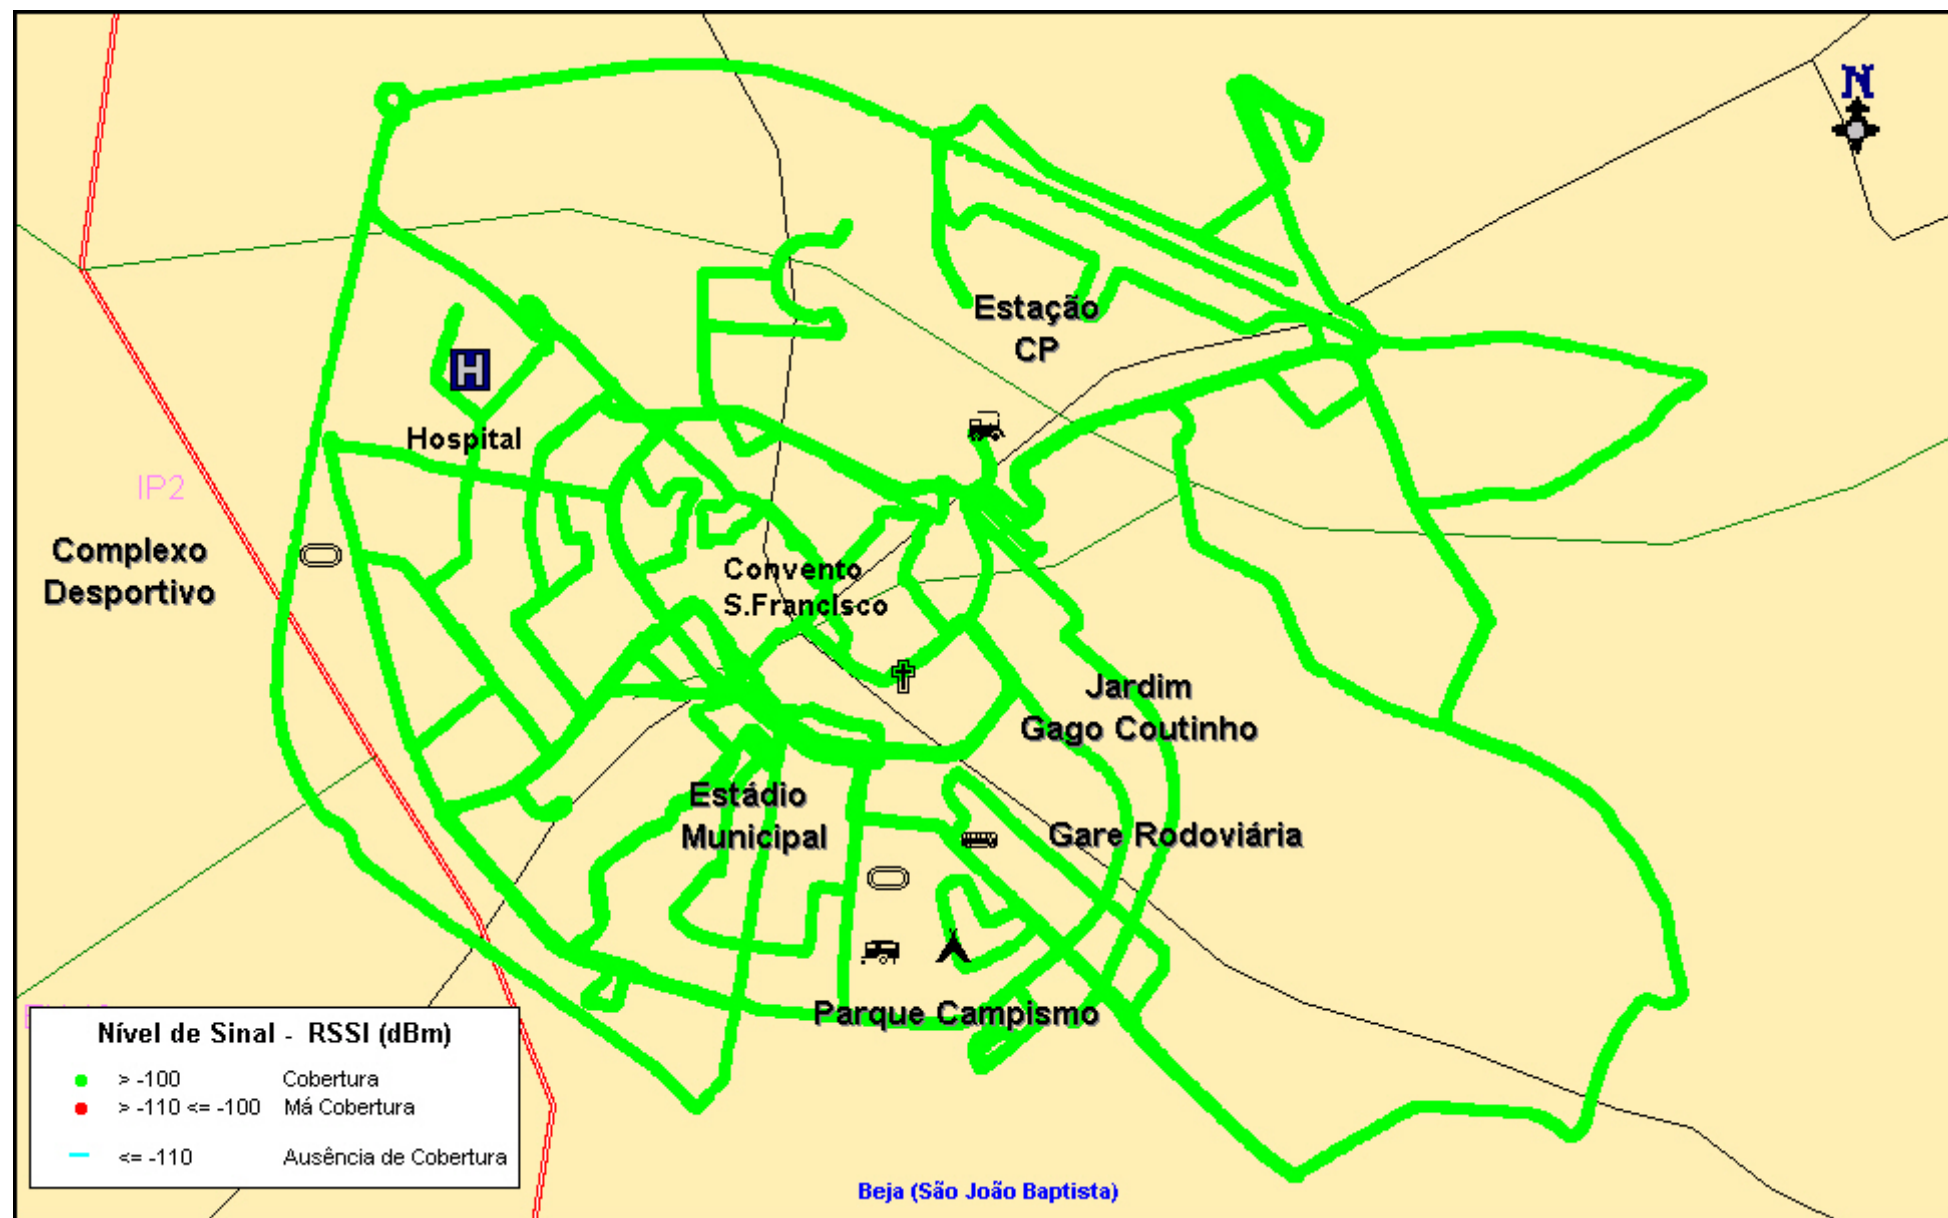 N
Estação
CP
H
Hospital
IP2
Complexo
Desportivo
Convento
S.Francisco
Jardim
Gago Coutinho
Estádio
Municipal
Gare Rodoviária
Parque Campismo
Nível de Sinal - RSSI (dBm)
> -100 Cobertura
> -110 <= -100 Má Cobertura
<= -110 Ausência de Cobertura
Beja (São João Baptista)